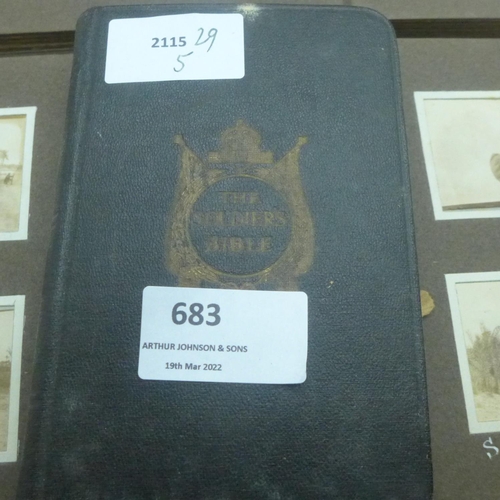 2115 29
5
THE
SOLDIER'S
BIBLE
683
ARTHUR JOHNSON & SONS
19th Mar 2022
S